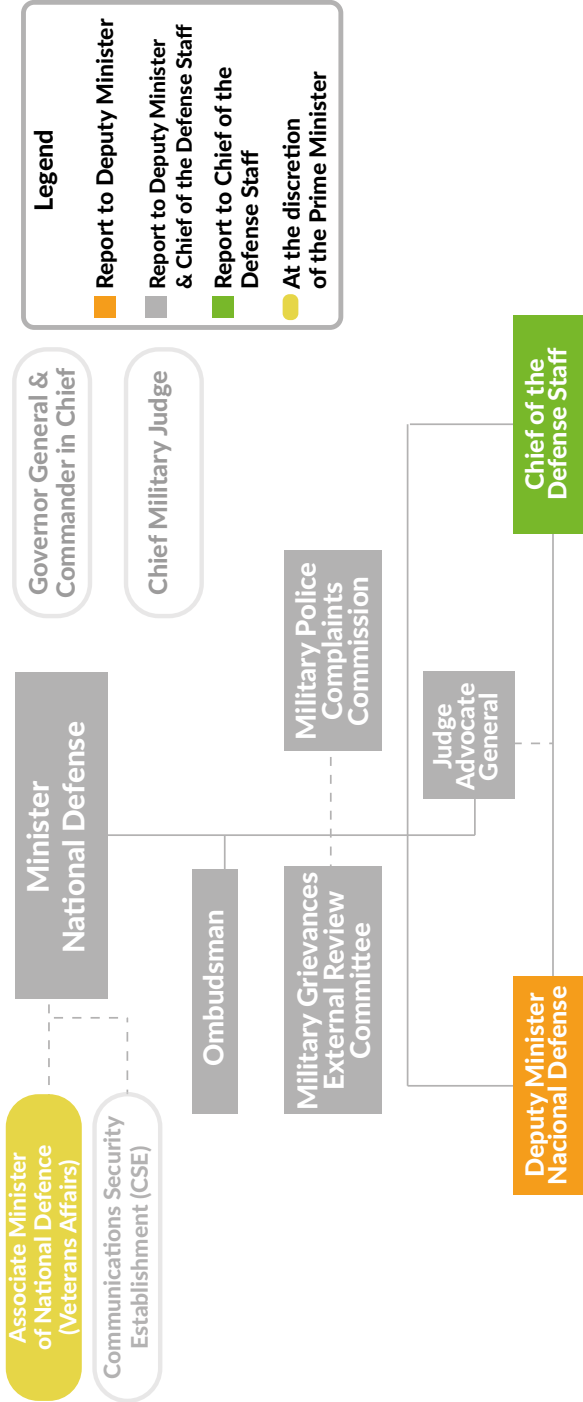 Associate Minister
of National Defence
(Veterans Affairs)
Communications Security
Establishment (CSE)
Minister
National Defense
Governor General &
Commander in Chief
Chief Military Judge
Legend
Report to Deputy Minister
Report to Deputy Minister
& Chief of the Defense Staff
Report to Chief of the
Defense Staff
At the discretion
of the Prime Minister
Ombudsman
Military Grievances
External Review
Committee
Military Police
Complaints
Commission
Judge
Advocate
General
Deputy Minister
Nacional Defense
Chief of the
Defense Staff